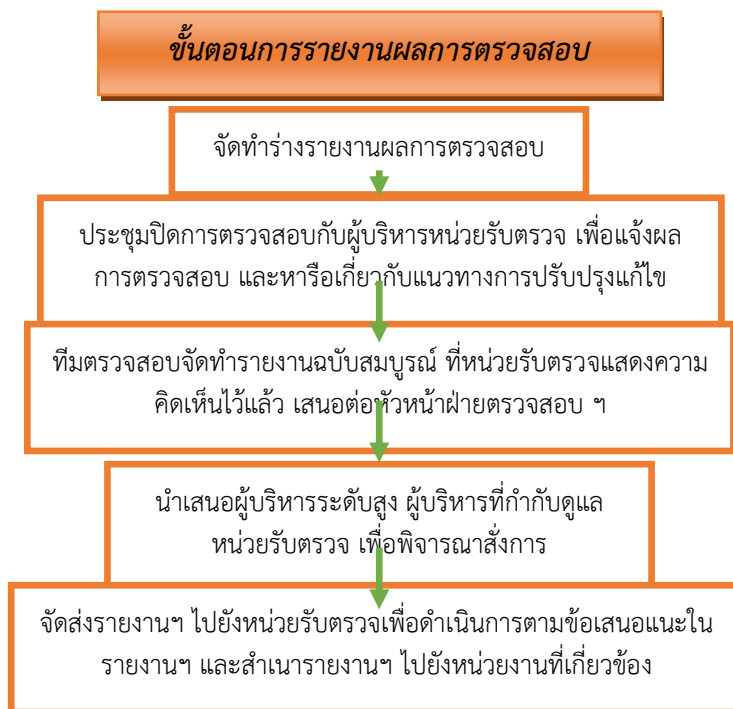 ขั้นตอนการรายงานผลการตรวจสอบ
จัดทำร่างรายงานผลการตรวจสอบ
ประชุมปิดการตรวจสอบกับผู้บริหารหน่วยรับตรวจ เพื่อแจ้งผล
การตรวจสอบ และหารือเกี่ยวกับแนวทางการปรับปรุงแก้ไข
ทีมตรวจสอบจัดทำรายงานฉบับสมบูรณ์ ที่หน่วยรับตรวจแสดงความ
คิดเห็นไว้แล้ว เสนอต่อหัวหน้าฝ่ายตรวจสอบ ฯ
นำเสนอผู้บริหารระดับสูง ผู้บริหารที่กำกับดูแล
หน่วยรับตรวจ เพื่อพิจารณาสั่งการ
จัดส่งรายงานฯ ไปยังหน่วยรับตรวจเพื่อดำเนินการตามข้อเสนอแนะใน
รายงานฯ และสำเนารายงานฯ ไปยังหน่วยงานที่เกี่ยวข้อง